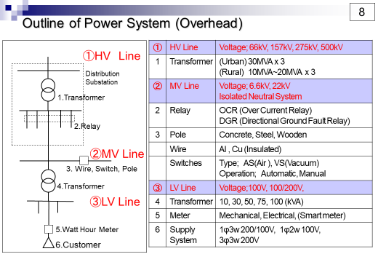 8
Outline of Power System (Overhead)
①HV Line
Distribution
Substation
1.Transformer
2.Relay
②MV Line
3. Wire, Switch, Pole
4.Transformer
③LV Line
5.Watt Hour Meter
6.Customer
① HV Line Voltage; 66kV, 157kV, 275kV, 500kV
1 Transformer (Urban) 30MVA x 3
(Rural) 10MVA~20MVA x 3
② MV Line Voltage; 6.6kV, 22kV
Isolated Neutral System
2 Relay OCR (Over Current Relay)
DGR (Directional Ground Fault Relay)
3 Pole Concrete, Steel, Wooden
Wire Al , Cu (Insulated)
Switches Type; AS(Air ), VS(Vacuum)
Operation; Automatic, Manual
③ LV Line Voltage;100V, 100/200,
4 Transformer 10, 30, 50, 75, 100 (kVA)
5 Meter Mechanical, Electrical, (Smart meter)
6 Supply System 1φ3w 200/100V, 1φ2w 100V,
3φ3w 200V